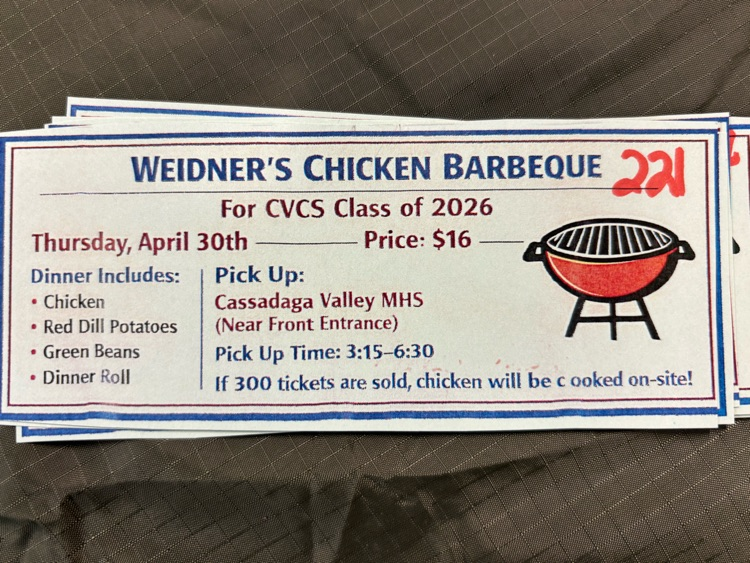 WEIDNER'S CHICKEN BARBEQUE 221
For CVCS Class of 2026
Thursday, April 30th Price: $16
Dinner Includes:
• Chicken
• Red Dill Potatoes
• Green Beans
• Dinner Roll
Pick Up:
Cassadaga Valley MHS
(Near Front Entrance)
Pick Up Time: 3:15–6:30
If 300 tickets are sold, chicken will be c ooked on-site!